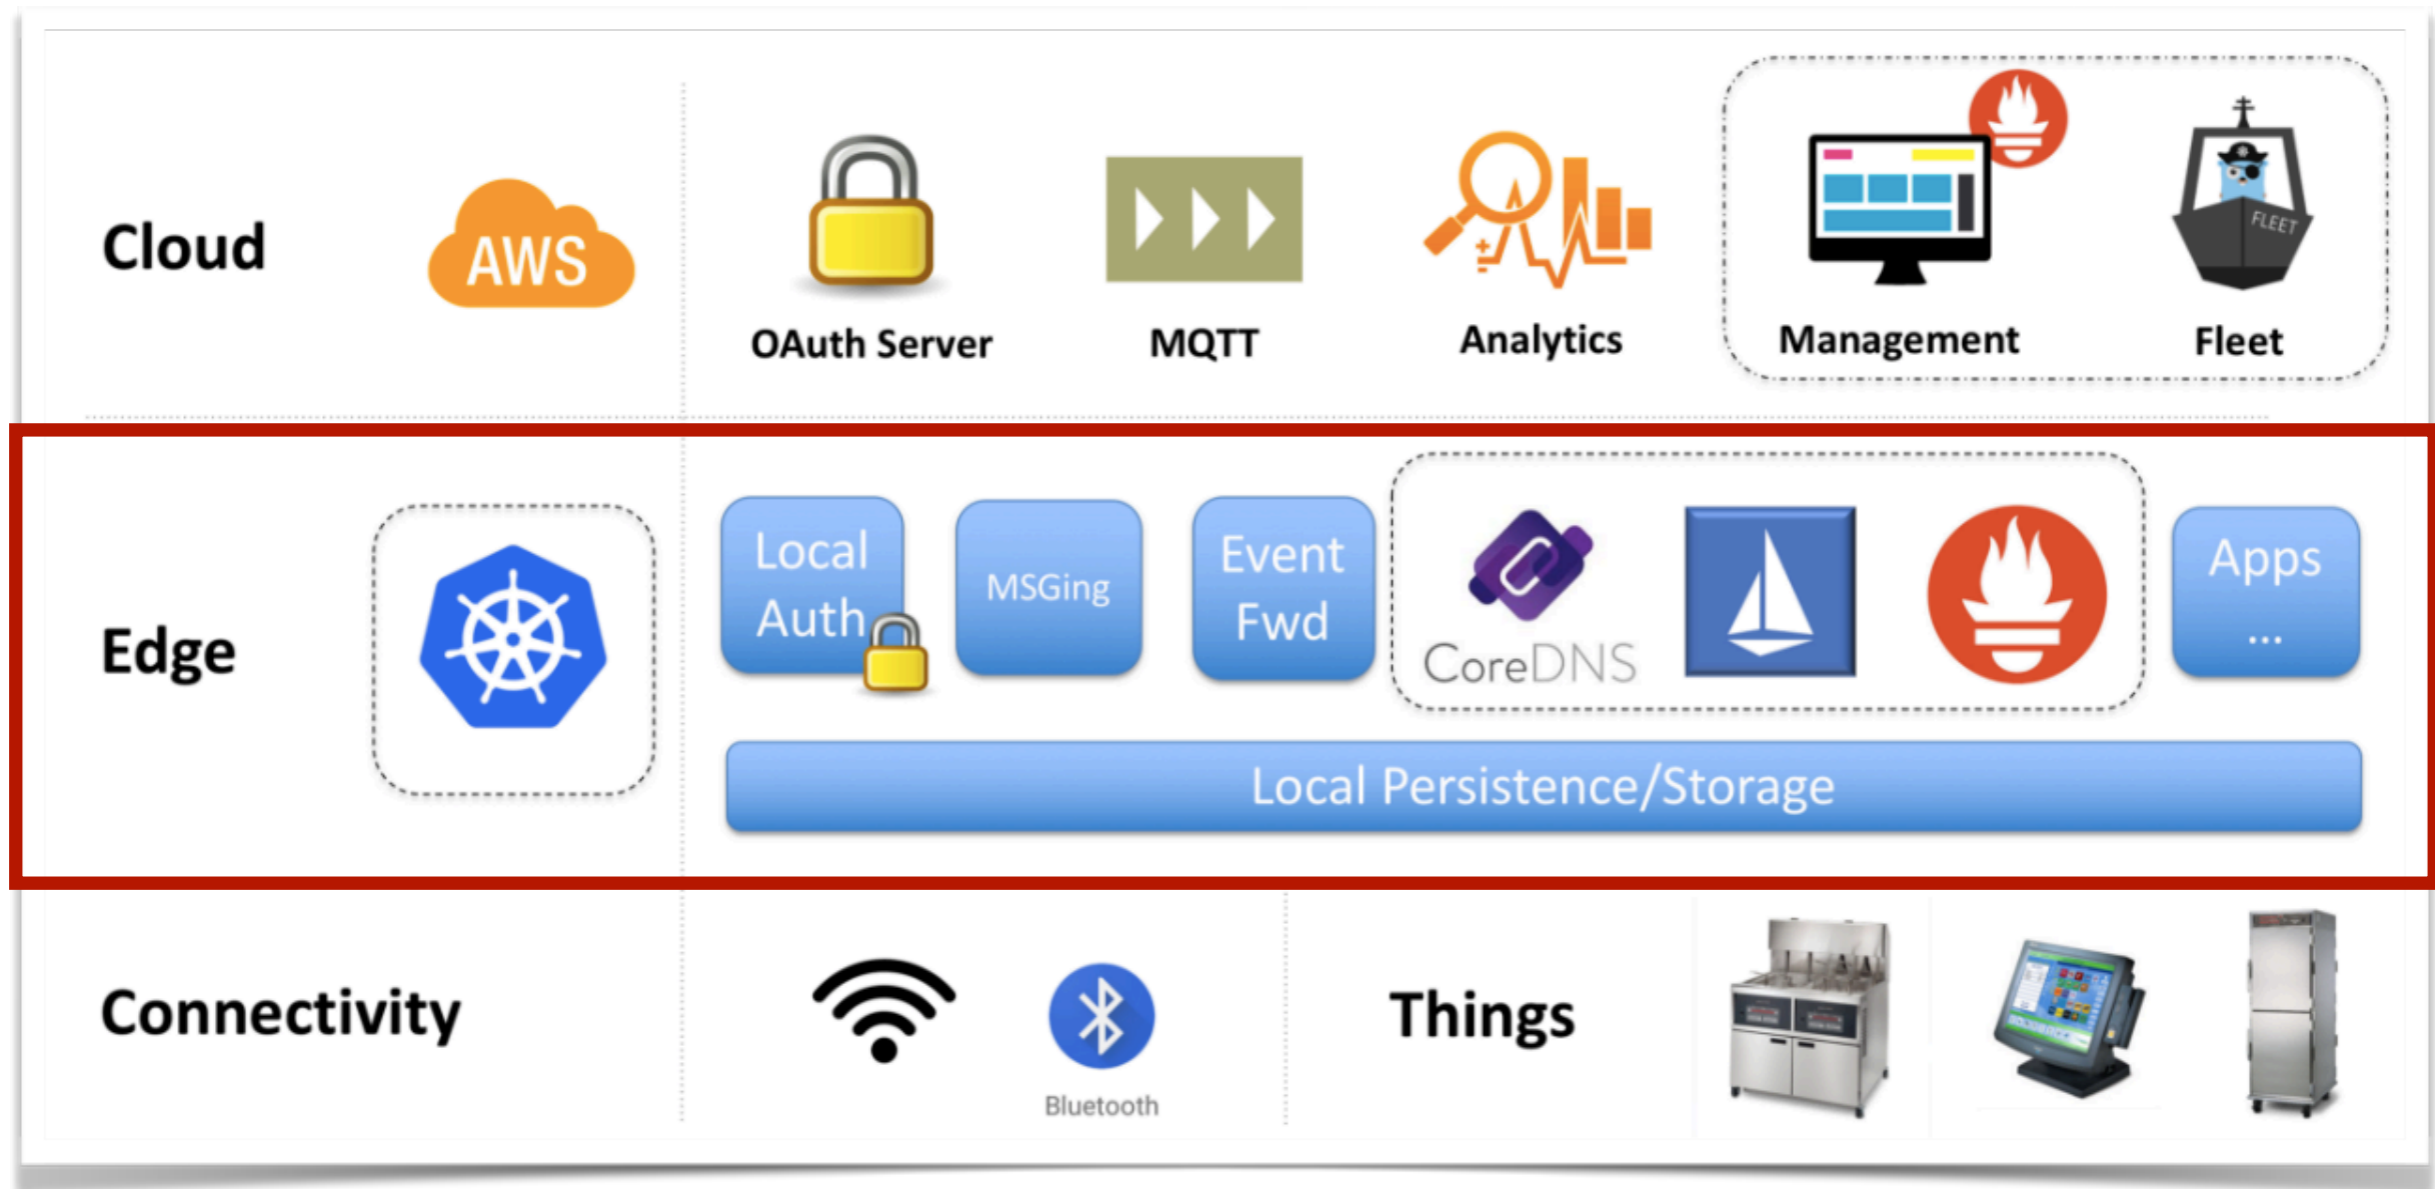 Cloud
AWS
OAuth Server
MQTT
Analytics
Management
FLEET
Fleet
Edge
Local
Auth
MSGing
Event
Fwd
CoreDNS
Apps
...
Local Persistence/Storage
Connectivity
Bluetooth
Things